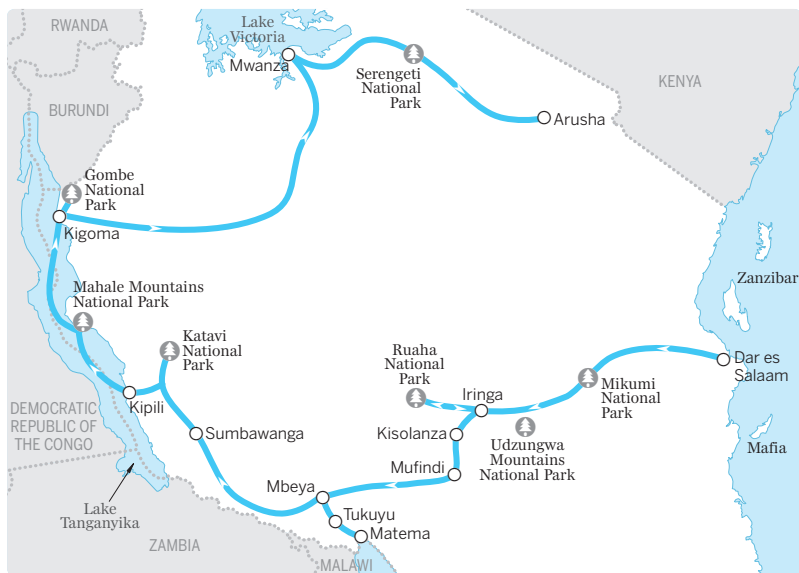 RWANDA
Lake
Victoria
Mwanza
KENYA
Serengeti
National
Park
BURUNDI
Arusha
Gombe
National
Park
Kigoma
Mahale Mountains
National Park
Zanzibar
Katavi
National
Park
Ruaha
National
Park
Dar es
Salaam
Mikumi
National
Park
Iringa
Kipili
DEMOCRATIC
REPUBLIC OF
THE CONGO
Sumbawanga
Kisolanza
Udzungwa
Mountains
National Park
Mafia
Mufindi
Mbeya
Lake
Tanganyika
Tukuyu
Matema
ZAMBIA
MALAWI